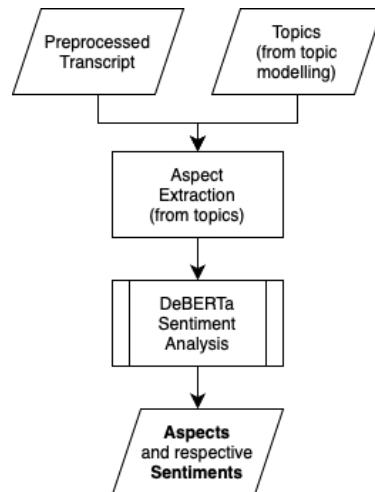 Preprocessed
Transcript
Topics
(from topic
modelling)
Aspect
Extraction
(from topics)
DeBERTa
Sentiment
Analysis
Aspects
and respective
Sentiments